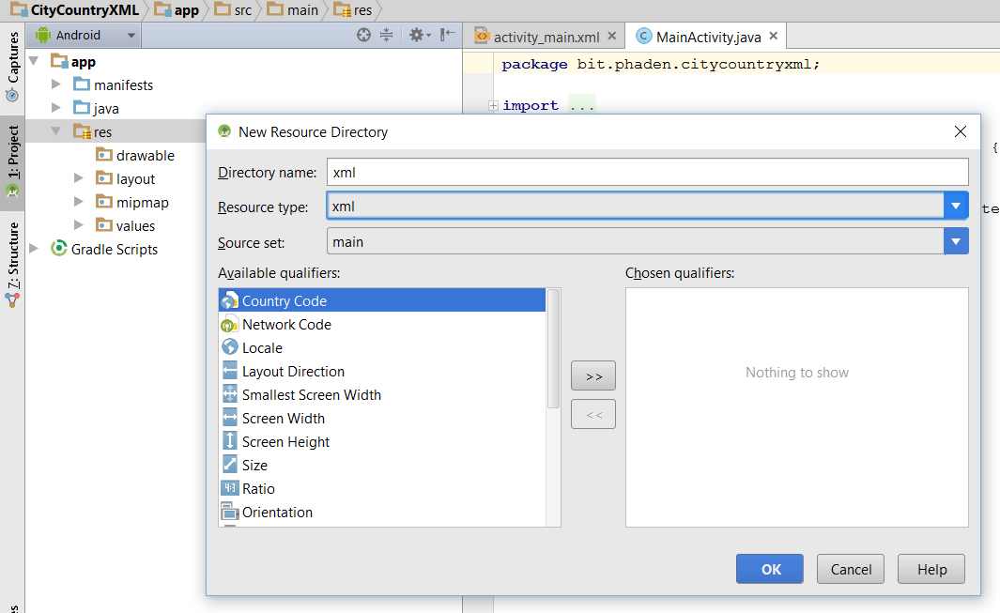 CityCountryXML app src main res
Android
activity_main.xml MainActivity.java
Captures
1: Project
7: Structure
app
manifests
java
res
drawable
layout
mipmap
values
Gradle Scripts
package bit.phaden.citycountryxml;
import ...
{
te
New Resource Directory
Directory name: xml
Resource type: xml
Source set: main
Available qualifiers: Chosen qualifiers:
Country Code
Network Code
Locale
Layout Direction
Smallest Screen Width
Screen Width
Screen Height
Size
Ratio
Orientation
>>
<<
Nothing to show
OK Cancel Help